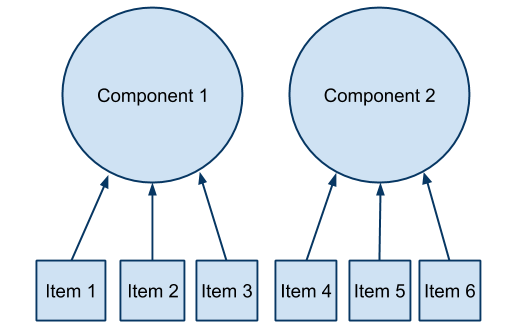 Component 1
Component 2
Item 1
Item 2
Item 3
Item 4
Item 5
Item 6